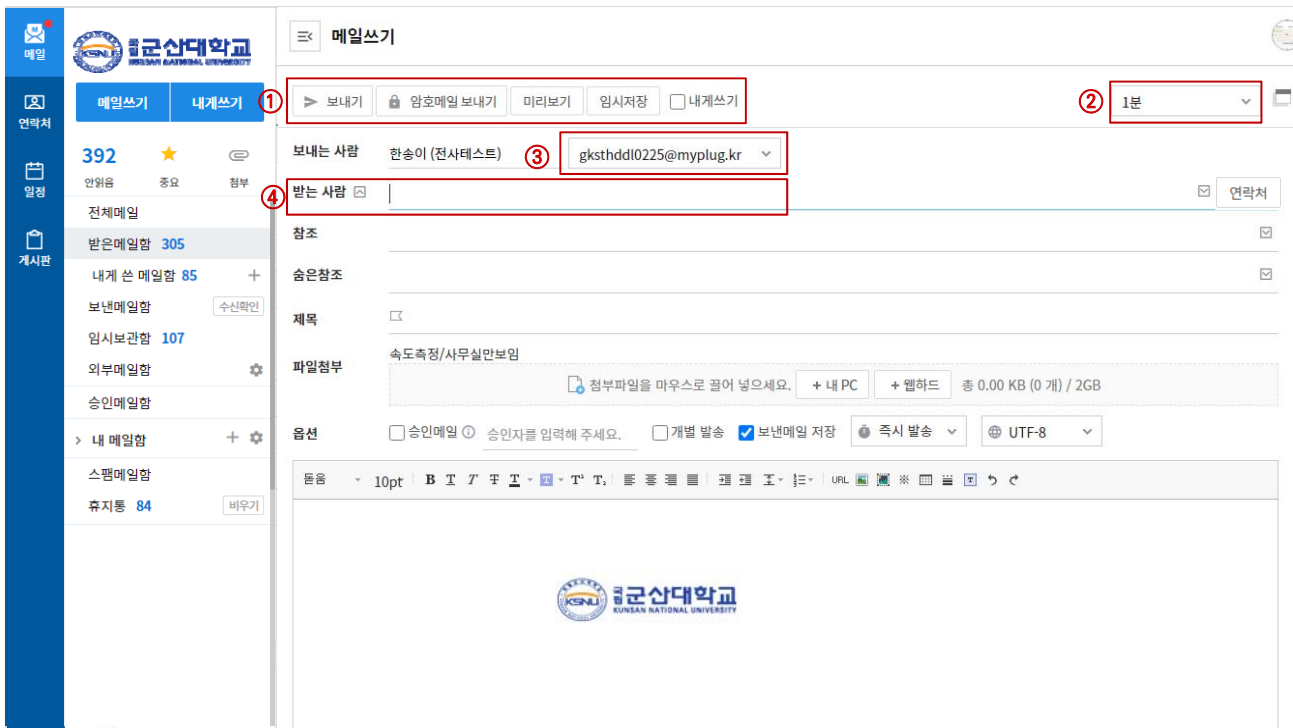 메일
연락처
일정
게시판
KSNU 국립 군산대학교
KUNSAN NATIONAL UNIVERSITY
메일쓰기 내게쓰기
392
안읽음 중요 첨부
전체메일
받은메일함 305
내게 쓴 메일함 85
보낸메일함 수신확인
임시보관함 107
외부메일함
승인메일함
내 메일함
스팸메일함
휴지통 84 비우기
메일쓰기
① 보내기 암호메일 보내기 미리보기 임시저장 내게쓰기 ② 1분
보내는 사람 한송이 (전사테스트) ③ gksthddl0225@myplug.kr
④ 받는 사람 연락처
참조
숨은참조
제목
파일첨부 속도측정/사무실만보임
첨부파일을 마우스로 끌어 넣으세요. + 내 PC + 웹하드 총 0.00 KB (0 개) / 2GB
옵션 승인메일 승인자를 입력해 주세요. 개별 발송 보낸메일 저장 즉시 발송 UTF-8
돋움 10pt B T T T T T T² T₂ URL T
KSNU 국립 군산대학교
KUNSAN NATIONAL UNIVERSITY